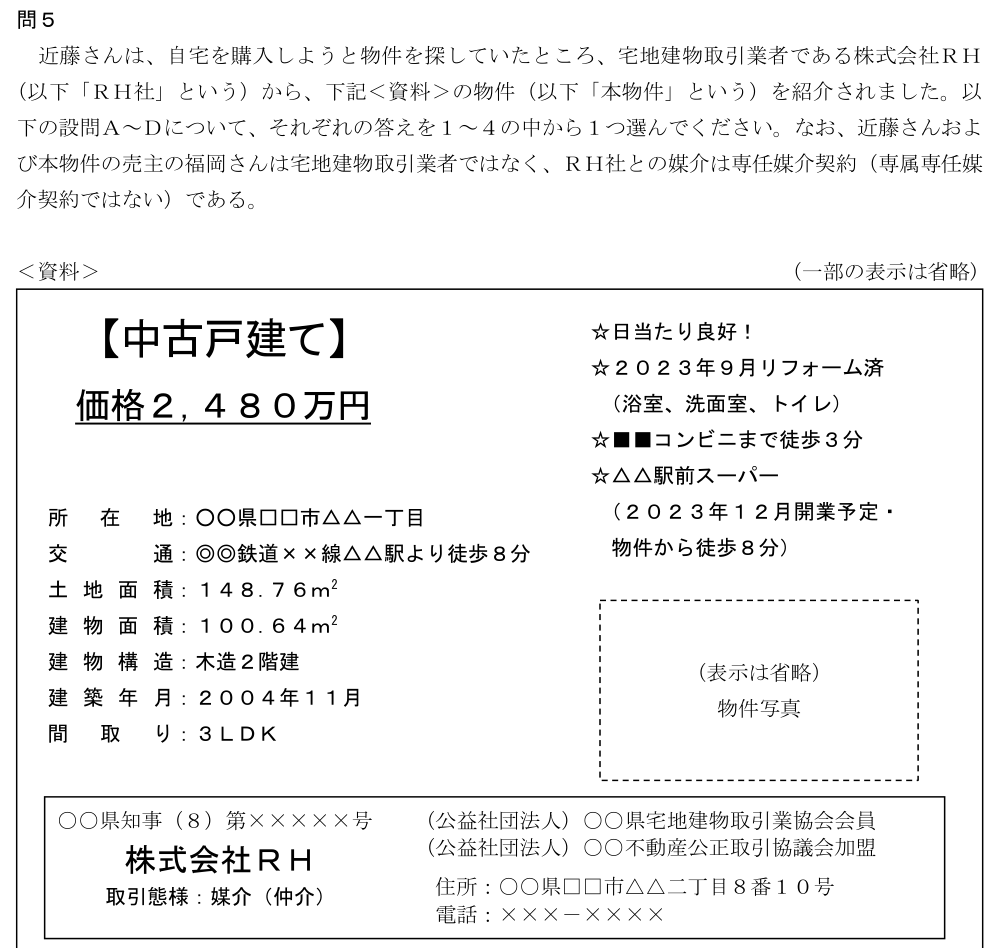 問５
近藤さんは、自宅を購入しようと物件を探していたところ、宅地建物取引業者である株式会社ＲＨ
（以下「ＲＨ社」という）から、下記＜資料＞の物件（以下「本物件」という）を紹介されました。以
下の設問Ａ～Ｄについて、それぞれの答えを１～４の中から１つ選んでください。なお、近藤さんおよ
び本物件の売主の福岡さんは宅地建物取引業者ではなく、ＲＨ社との媒介は専任媒介契約（専属専任媒
介契約ではない）である。
＜資料＞ （一部の表示は省略）
【中古戸建て】
価格２，４８０万円
☆日当たり良好！
☆２０２３年９月リフォーム済
（浴室、洗面室、トイレ）
☆■■コンビニまで徒歩３分
☆△△駅前スーパー
（２０２３年１２月開業予定・
物件から徒歩８分）
所在地：〇〇県□□市△△一丁目
交通：◎◎鉄道××線△△駅より徒歩８分
土地面積：１４８．７６㎡
建物面積：１００．６４㎡
建物構造：木造２階建
建築年月：２００４年１１月
間取り：３ＬＤＫ
（表示は省略）
物件写真
〇〇県知事（８）第×××××号
株式会社ＲＨ
取引態様：媒介（仲介）
（公益社団法人）〇〇県宅地建物取引業協会会員
（公益社団法人）〇〇不動産公正取引協議会加盟
住所：〇〇県□□市△△二丁目８番１０号
電話：×××－××××